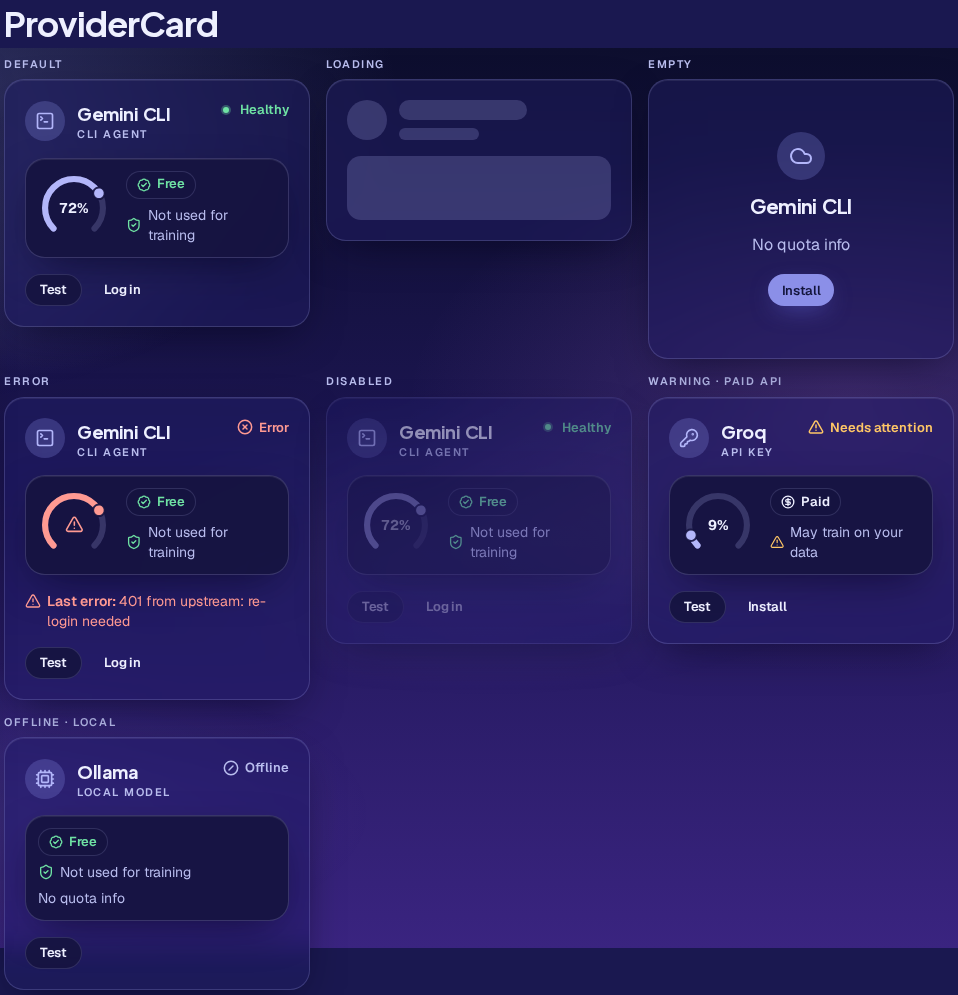 ProviderCard
DEFAULT
Gemini CLI
CLI AGENT
Healthy
72%
Free
Not used for
training
Test
Log in
LOADING
EMPTY
Gemini CLI
No quota info
Install
ERROR
Gemini CLI
CLI AGENT
Error
Free
Not used for
training
Last error: 401 from upstream: re-
login needed
Test
Log in
DISABLED
Gemini CLI
CLI AGENT
Healthy
72%
Free
Not used for
training
Test
Log in
WARNING · PAID API
Groq
API KEY
Needs attention
9%
Paid
May train on your
data
Test
Install
OFFLINE · LOCAL
Ollama
LOCAL MODEL
Offline
Free
Not used for training
No quota info
Test